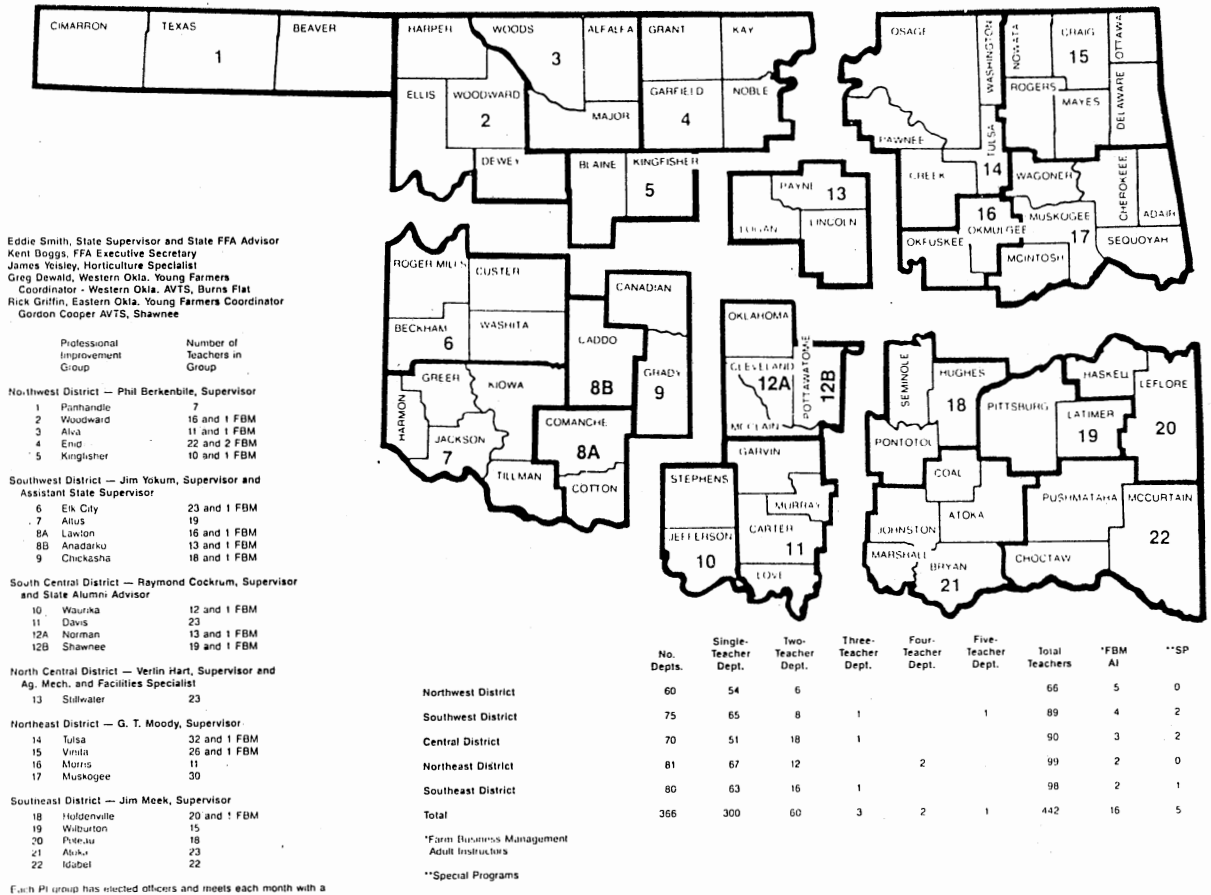 CIMARRON
TEXAS
BEAVER
1
HARPER
WOODS
ALFALFA
GRANT
KAY
3
ELLIS
WOODWARD
2
MAJOR
GARFIELD
NOBLE
4
DEWEY
BLAINE
KINGFISHER
5
OSAGE
WASHINGTON
NOWATA
CRAIG
OTTAWA
15
ROGERS
MAYES
DELAWARE
PAWNEE
TULSA
CREEK
14
WAGONER
CHEROKEE
ADAIR
PAYNE
13
LOGAN
LINCOLN
16
MUSKOGEE
OKMULGEE
OKFUSKEE
17
SEQUOYAH
MCINTOSH
ROGER MILLS
CUSTER
BECKHAM
6
WASHITA
CANADIAN
CADDO
8B
GRADY
9
GREER
KIOWA
HARMON
JACKSON
7
TILLMAN
COMANCHE
8A
COTTON
OKLAHOMA
CLEVELAND
12A
POTTAWATOMIE
12B
MCCLAIN
GARVIN
STEPHENS
MURRAY
JEFFERSON
10
CARTER
11
LOVE
SEMINOLE
HUGHES
18
PITTSBURG
HASKELL
LEFLORE
LATIMER
19
20
PONTOTOC
COAL
PUSHMATAHA
MCCURTAIN
JOHNSTON
ATOKA
22
MARSHALL
BRYAN
21
CHOCTAW
Eddie Smith, State Supervisor and State FFA Advisor
Kent Boggs, FFA Executive Secretary
James Yeisley, Horticulture Specialist
Greg Dewald, Western Okla. Young Farmers
Coordinator - Western Okla. AVTS, Burns Flat
Rick Griffin, Eastern Okla. Young Farmers Coordinator
Gordon Cooper AVTS, Shawnee
Professional Number of
Improvement Teachers in
Group Group
Northwest District — Phil Berkenbile, Supervisor
1 Panhandle 7
2 Woodward 16 and 1 FBM
3 Alva 11 and 1 FBM
4 Enid 22 and 2 FBM
5 Kingfisher 10 and 1 FBM
Southwest District — Jim Yokum, Supervisor and
Assistant State Supervisor
6 Elk City 23 and 1 FBM
7 Altus 19
8A Lawton 16 and 1 FBM
8B Anadarko 13 and 1 FBM
9 Chickasha 18 and 1 FBM
South Central District — Raymond Cockrum, Supervisor
and State Alumni Advisor
10 Waurika 12 and 1 FBM
11 Davis 23
12A Norman 13 and 1 FBM
12B Shawnee 19 and 1 FBM
North Central District — Verlin Hart, Supervisor and
Ag. Mech. and Facilities Specialist
13 Stillwater 23
Northeast District — G. T. Moody, Supervisor
14 Tulsa 32 and 1 FBM
15 Vinita 26 and 1 FBM
16 Morris 11
17 Muskogee 30
Southeast District — Jim Meek, Supervisor
18 Holdenville 20 and 1 FBM
19 Wilburton 15
20 Poteau 18
21 Atoka 23
22 Idabel 22
Each PI group has elected officers and meets each month with a
Single- Two- Three- Four- Five-
No. Teacher Teacher Teacher Teacher Teacher Total *FBM **SP
Depts. Dept. Dept. Dept. Dept. Dept. Teachers AI
Northwest District 60 54 6 66 5 0
Southwest District 75 65 8 1 1 89 4 2
Central District 70 51 18 1 90 3 2
Northeast District 81 67 12 2 99 2 0
Southeast District 80 63 16 1 98 2 1
Total 366 300 60 3 2 1 442 16 5
*Farm Business Management
Adult Instructors
**Special Programs